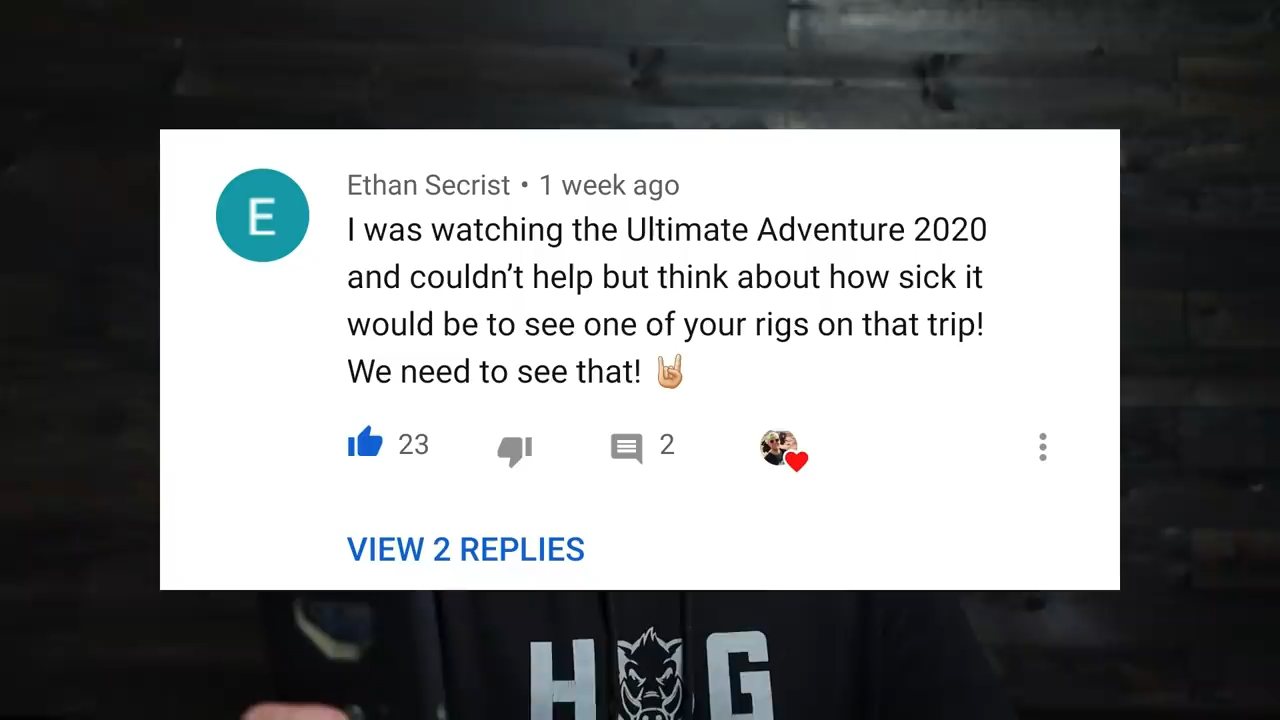 E
Ethan Secrist • 1 week ago
I was watching the Ultimate Adventure 2020
and couldn’t help but think about how sick it
would be to see one of your rigs on that trip!
We need to see that! 🤘🏼
23
2
VIEW 2 REPLIES
H G